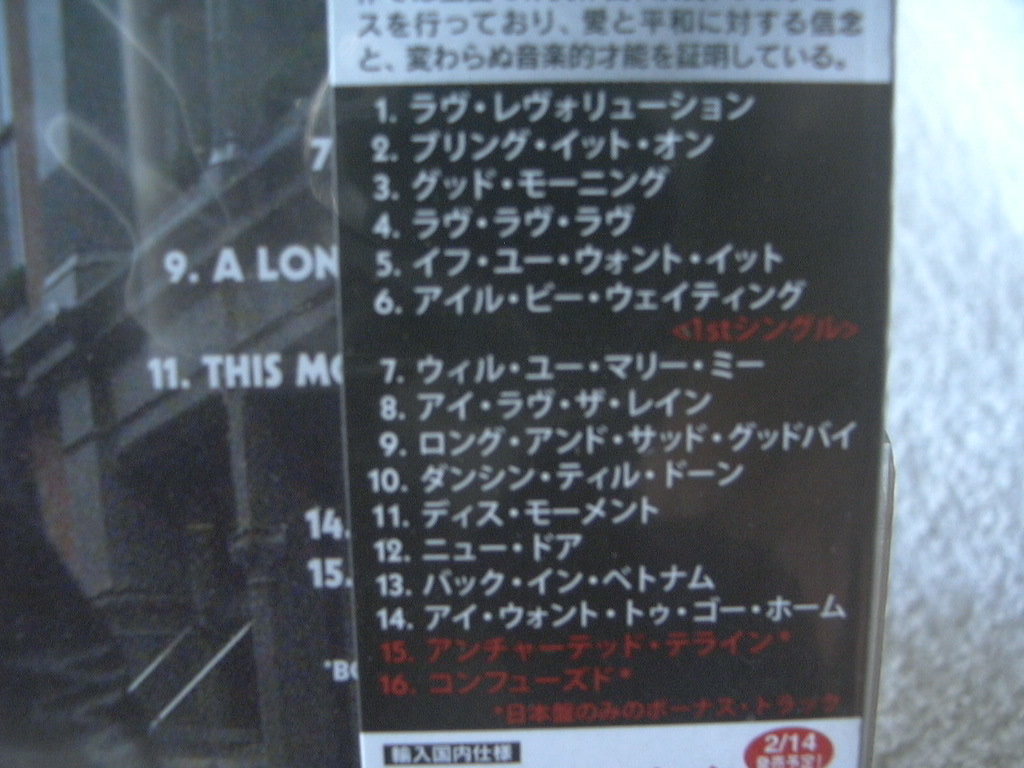 スを行っており、愛と平和に対する信念
と、変わらぬ音楽的才能を証明している。
1. ラヴ・レヴォリューション
2. ブリング・イット・オン
3. グッド・モーニング
4. ラヴ・ラヴ・ラヴ
5. イフ・ユー・ウォント・イット
6. アイル・ビー・ウェイティング
<1stシングル>
7. ウィル・ユー・マリー・ミー
8. アイ・ラヴ・ザ・レイン
9. ロング・アンド・サッド・グッドバイ
10. ダンシン・ティル・ドーン
11. ディス・モーメント
12. ニュー・ドア
13. バック・イン・ベトナム
14. アイ・ウォント・トゥ・ゴー・ホーム
15. アンチャーテッド・テライン*
16. コンフューズド*
*日本盤のみのボーナス・トラック
輸入国内仕様
2/14
発売予定!
7
9. A LON
11. THIS MO
14.
15.
*BO